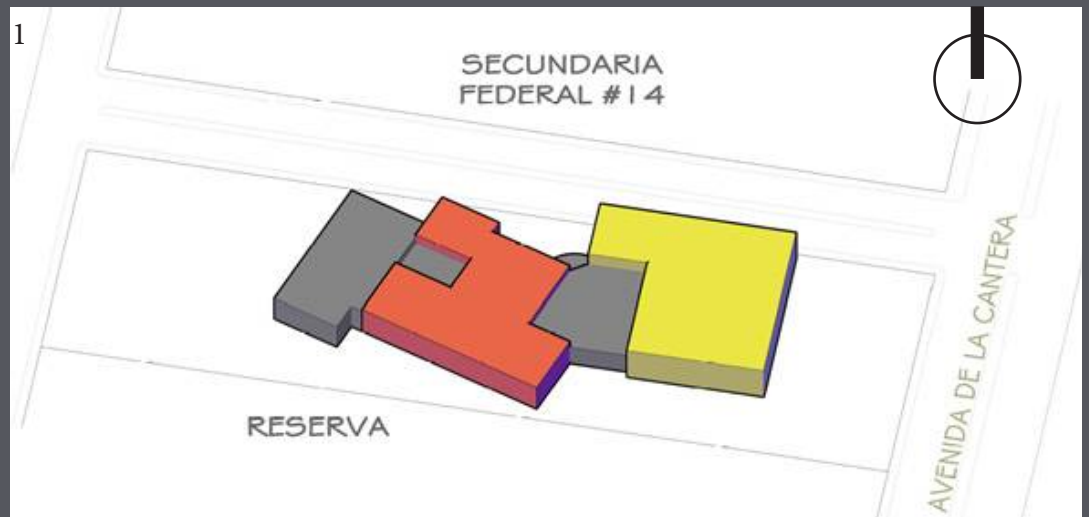 1
SECUNDARIA
FEDERAL #14
AVENIDA DE LA CANTERA
RESERVA